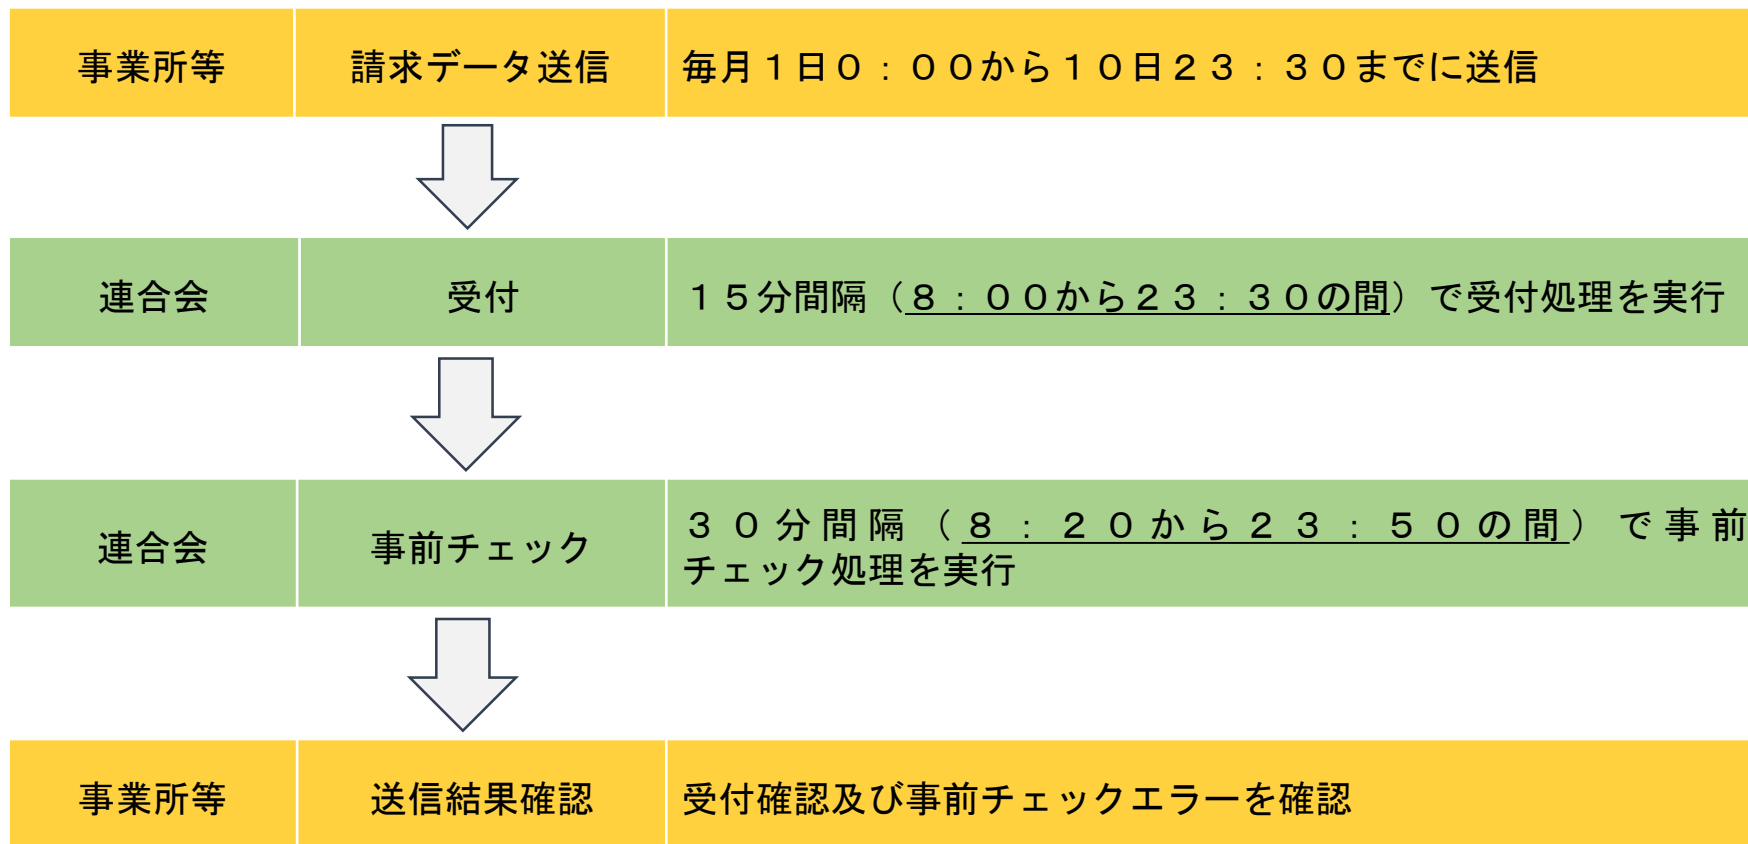 事業所等 請求データ送信 毎月１日０：００から１０日２３：３０までに送信
連合会 受付 １５分間隔（８：００から２３：３０の間）で受付処理を実行
連合会 事前チェック ３０分間隔（８：２０から２３：５０の間）で事前
チェック処理を実行
事業所等 送信結果確認 受付確認及び事前チェックエラーを確認